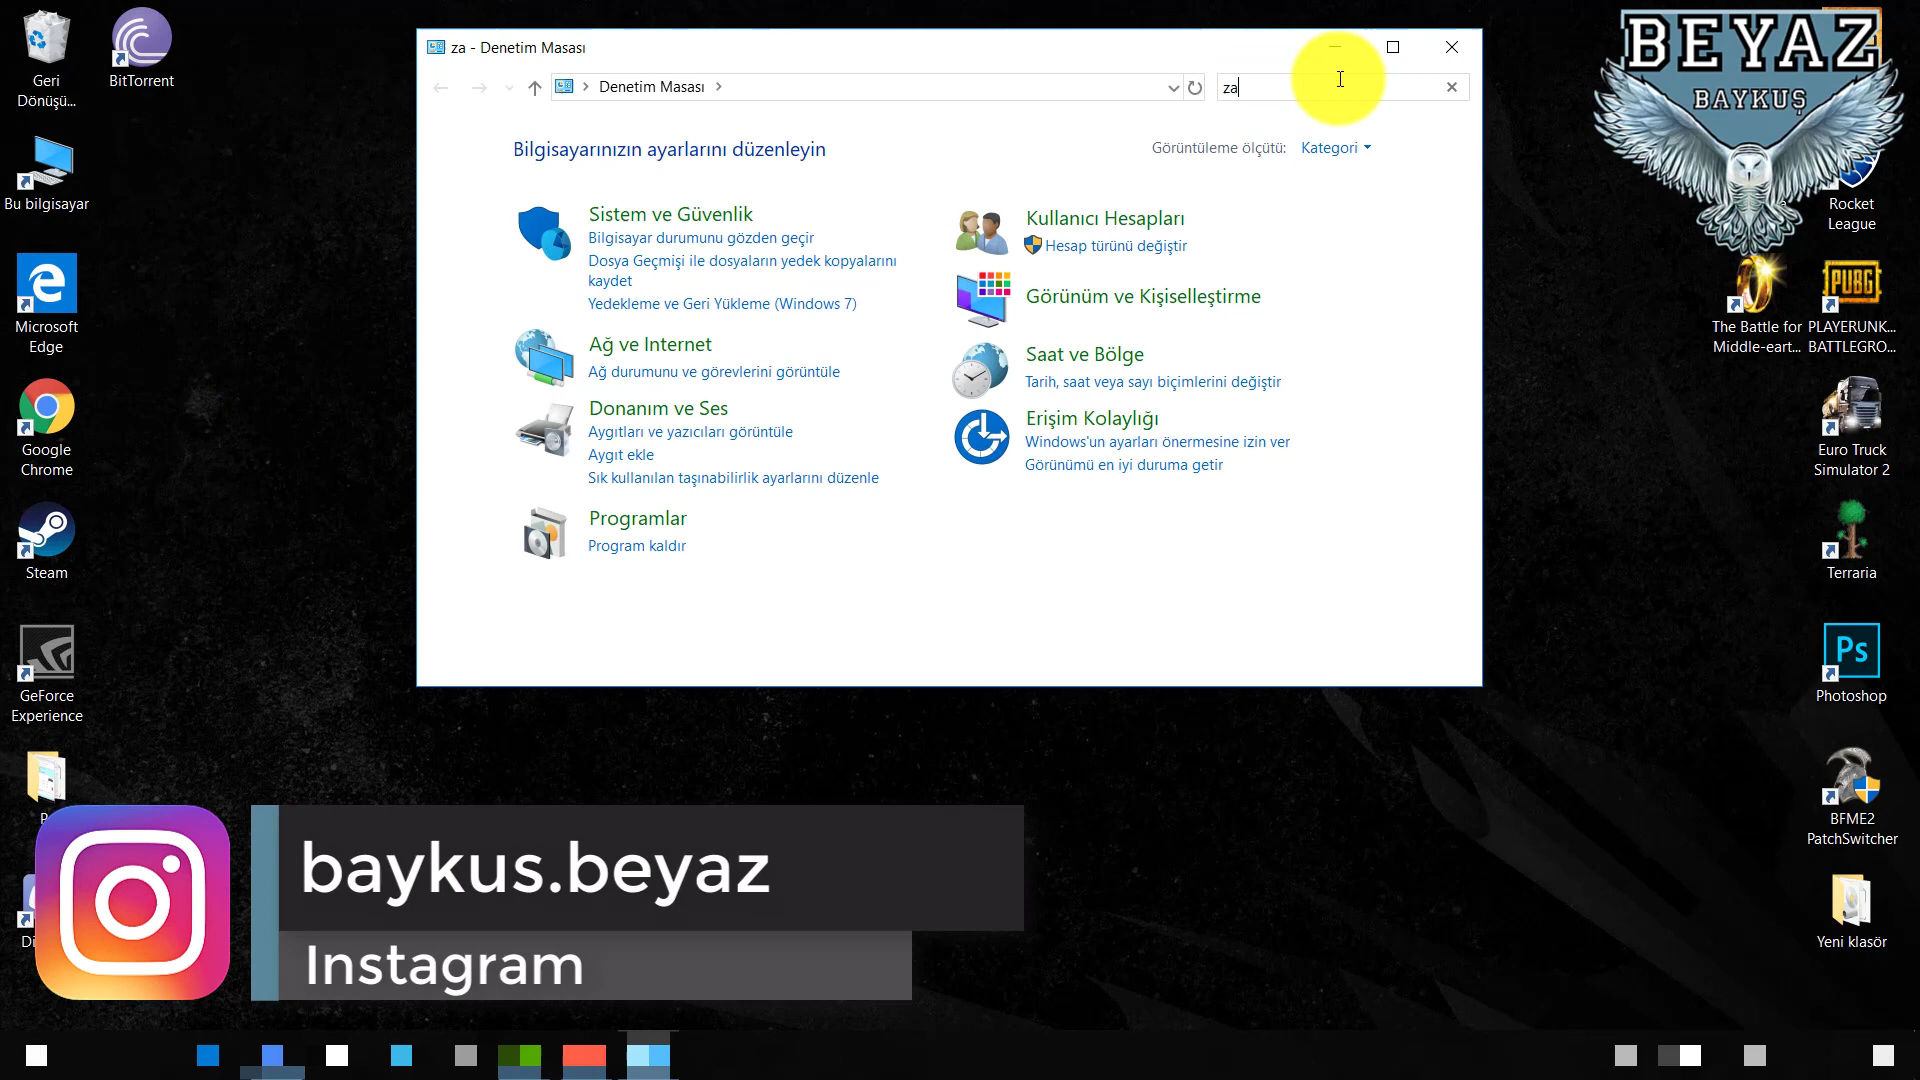 Geri
Dönüşü...
BitTorrent
Bu bilgisayar
Microsoft
Edge
Google
Chrome
Steam
GeForce
Experience
za - Denetim Masası
Denetim Masası
za
Bilgisayarınızın ayarlarını düzenleyin
Görüntüleme ölçütü: Kategori
Sistem ve Güvenlik
Bilgisayar durumunu gözden geçir
Dosya Geçmişi ile dosyaların yedek kopyalarını
kaydet
Yedekleme ve Geri Yükleme (Windows 7)
Ağ ve Internet
Ağ durumunu ve görevlerini görüntüle
Donanım ve Ses
Aygıtları ve yazıcıları görüntüle
Aygıt ekle
Sık kullanılan taşınabilirlik ayarlarını düzenle
Programlar
Program kaldır
Kullanıcı Hesapları
Hesap türünü değiştir
Görünüm ve Kişiselleştirme
Saat ve Bölge
Tarih, saat veya sayı biçimlerini değiştir
Erişim Kolaylığı
Windows'un ayarları önermesine izin ver
Görünümü en iyi duruma getir
BEYAZ
BAYKUŞ
Rocket
League
The Battle for
Middle-eart...
PUBG
PLAYERUNK...
BATTLEGRO...
Euro Truck
Simulator 2
Terraria
Ps
Photoshop
BFME2
PatchSwitcher
Yeni klasör
baykus.beyaz
Instagram